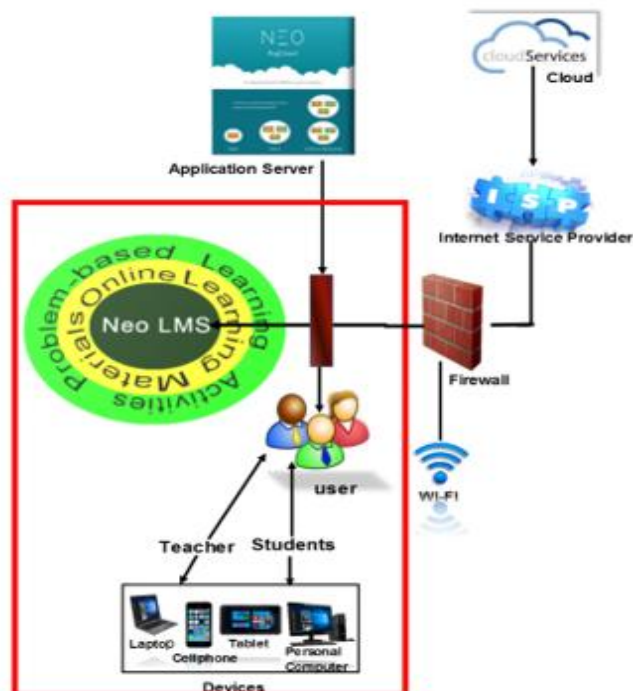 NEO
cloudServices
Cloud
Application Server
ISP
Internet Service Provider
Problem-based Learning Activities
Online Learning Materials
Neo LMS
Firewall
WI-FI
user
Teacher
Students
Laptop
Cellphone
Tablet
Personal
Computer
Devices